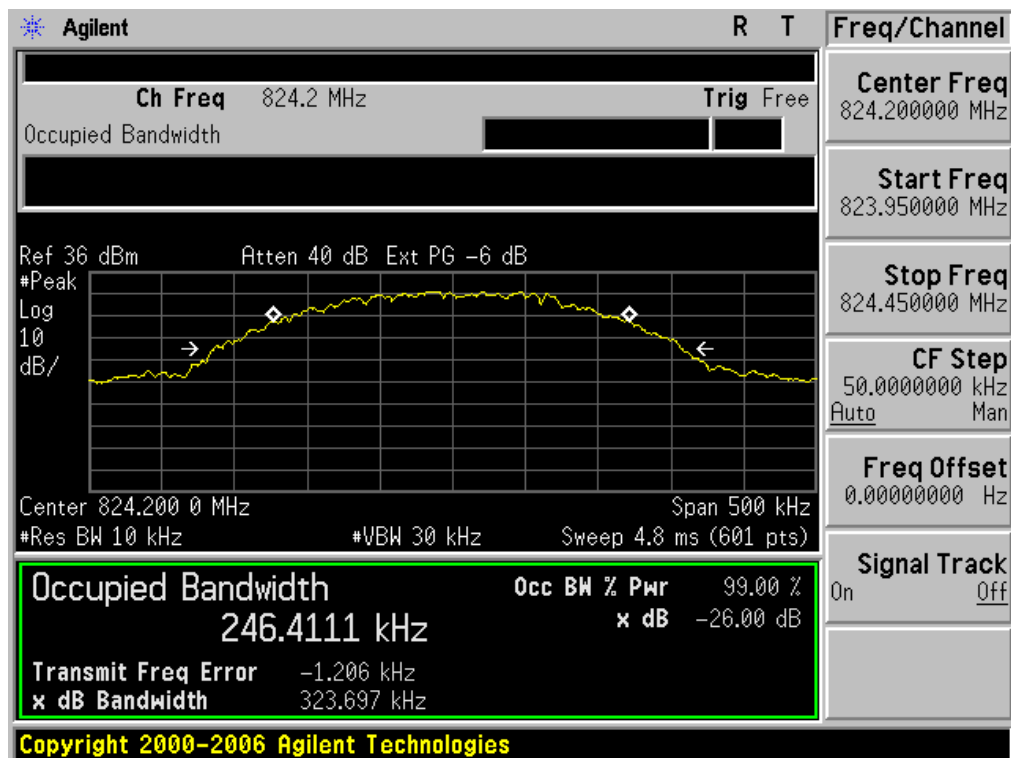 Agilent R T
Freq/Channel
Ch Freq 824.2 MHz Trig Free
Occupied Bandwidth
Center Freq
824.200000 MHz
Start Freq
823.950000 MHz
Stop Freq
824.450000 MHz
CF Step
50.0000000 kHz
Auto Man
Freq Offset
0.00000000 Hz
Signal Track
On Off
Ref 36 dBm Atten 40 dB Ext PG -6 dB
#Peak
Log
10
dB/
Center 824.200 0 MHz Span 500 kHz
#Res BW 10 kHz #VBW 30 kHz Sweep 4.8 ms (601 pts)
Occupied Bandwidth Occ BW % Pwr 99.00 %
246.4111 kHz x dB -26.00 dB
Transmit Freq Error -1.206 kHz
x dB Bandwidth 323.697 kHz
Copyright 2000-2006 Agilent Technologies